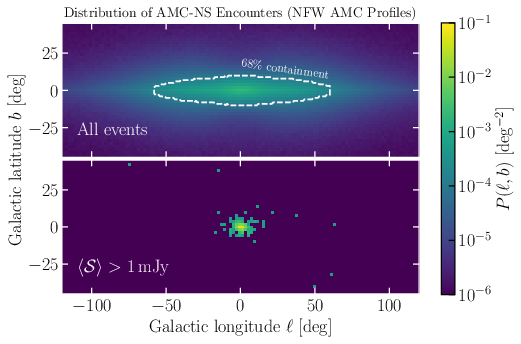 Distribution of AMC-NS Encounters (NFW AMC Profiles)
25
0
−25
68% containment
All events
25
0
−25
⟨𝒮⟩ > 1 mJy
−100
−50
0
50
100
Galactic longitude ℓ [deg]
Galactic latitude b [deg]
10⁻¹
10⁻²
10⁻³
10⁻⁴
10⁻⁵
10⁻⁶
P(ℓ, b) [deg⁻²]